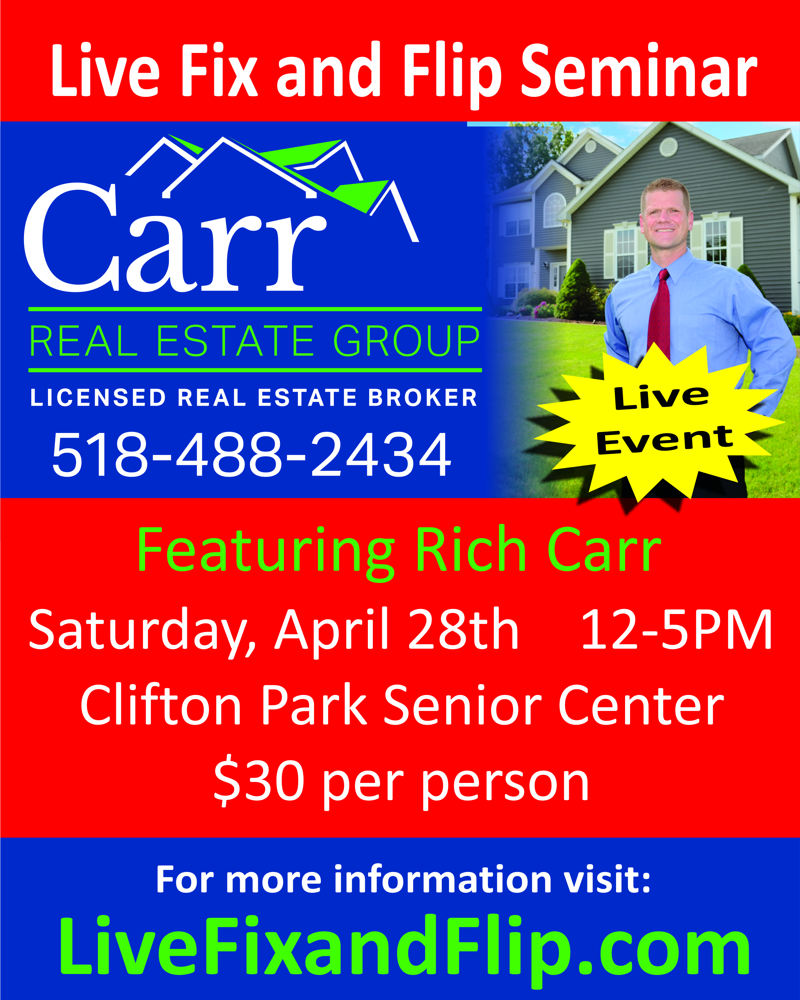 Live Fix and Flip Seminar
Carr
REAL ESTATE GROUP
LICENSED REAL ESTATE BROKER
518-488-2434
Live
Event
Featuring Rich Carr
Saturday, April 28th 12-5PM
Clifton Park Senior Center
$30 per person
For more information visit:
LiveFixandFlip.com